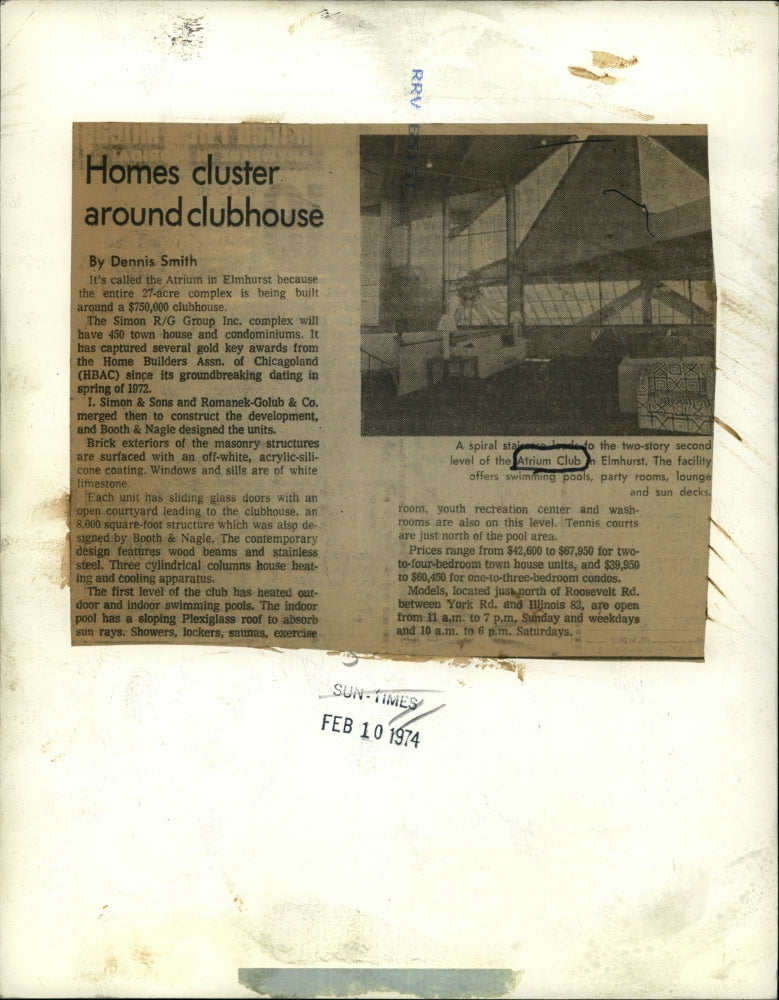 Homes cluster
around clubhouse
By Dennis Smith
It's called the Atrium in Elmhurst because
the entire 27-acre complex is being built
around a $750,000 clubhouse.
The Simon R/G Group Inc. complex will
have 450 town house and condominiums. It
has captured several gold key awards from
the Home Builders Assn. of Chicagoland
(HBAC) since its groundbreaking dating in
spring of 1972.
I. Simon & Sons and Romanek-Golub & Co.
merged then to construct the development,
and Booth & Nagle designed the units.
Brick exteriors of the masonry structures
are surfaced with an off-white, acrylic-sili-
cone coating. Windows and sills are of white
limestone.
Each unit has sliding glass doors with an
open courtyard leading to the clubhouse, an
8,000 square-foot structure which was also de-
signed by Booth & Nagle. The contemporary
design features wood beams and stainless
steel. Three cylindrical columns house heat-
ing and cooling apparatus.
The first level of the club has heated out-
door and indoor swimming pools. The indoor
pool has a sloping Plexiglass roof to absorb
sun rays. Showers, lockers, saunas, exercise
A spiral staircase leads to the two-story second
level of the Atrium Club in Elmhurst. The facility
offers swimming pools, party rooms, lounge
and sun decks.
room, youth recreation center and wash-
rooms are also on this level. Tennis courts
are just north of the pool area.
Prices range from $42,600 to $67,950 for two-
to-four-bedroom town house units, and $39,950
to $60,450 for one-to-three-bedroom condos.
Models, located just north of Roosevelt Rd.
between York Rd. and Illinois 83, are open
from 11 a.m. to 7 p.m. Sunday and weekdays
and 10 a.m. to 6 p.m. Saturdays.
SUN-TIMES
FEB 10 1974